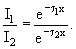 I₁/I₂ = e^(-τ₁x)/e^(-τ₂x).